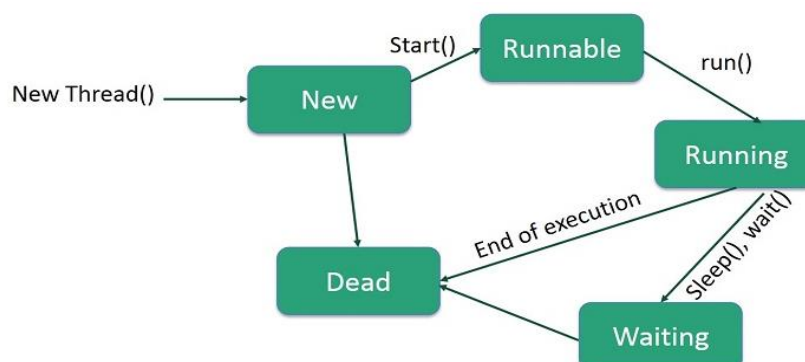 Start()
Runnable
New Thread()
New
run()
Running
End of execution
Sleep(), wait()
Dead
Waiting